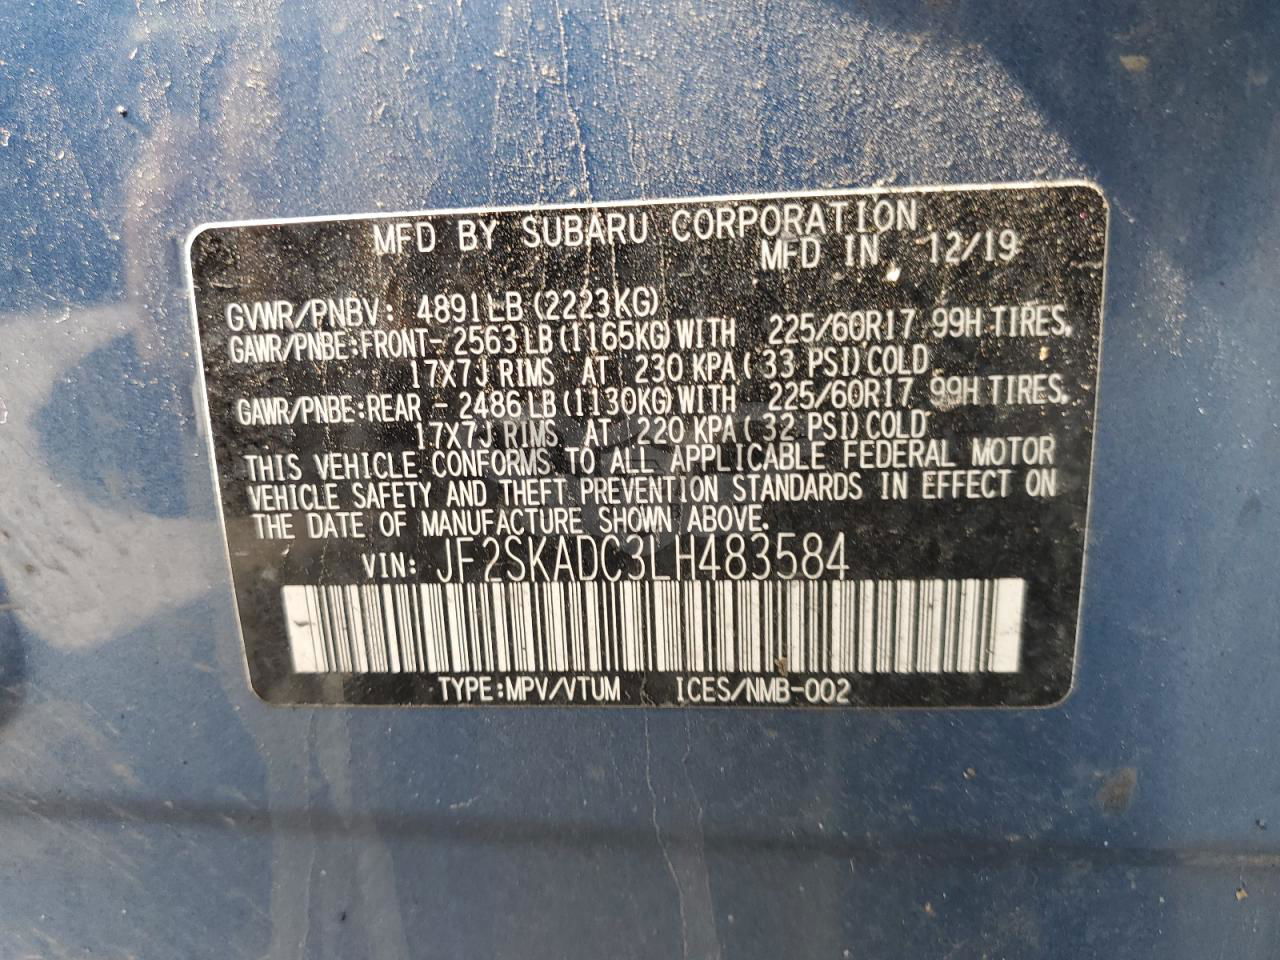 MFD BY SUBARU CORPORATION
MFD IN 12/19
GVWR/PNBV: 4891LB (2223KG)
GAWR/PNBE:FRONT- 2563 LB (1165KG) WITH 225/60R17 99H TIRES,
17X7J RIMS AT 230 KPA ( 33 PSI) COLD
GAWR/PNBE:REAR - 2486 LB (1130KG) WITH 225/60R17 99H TIRES,
17X7J RIMS AT 220 KPA ( 32 PSI) COLD
THIS VEHICLE CONFORMS TO ALL APPLICABLE FEDERAL MOTOR
VEHICLE SAFETY AND THEFT PREVENTION STANDARDS IN EFFECT ON
THE DATE OF MANUFACTURE SHOWN ABOVE.
VIN: JF2SKADC3LH483584
TYPE:MPV/VTUM ICES/NMB-002